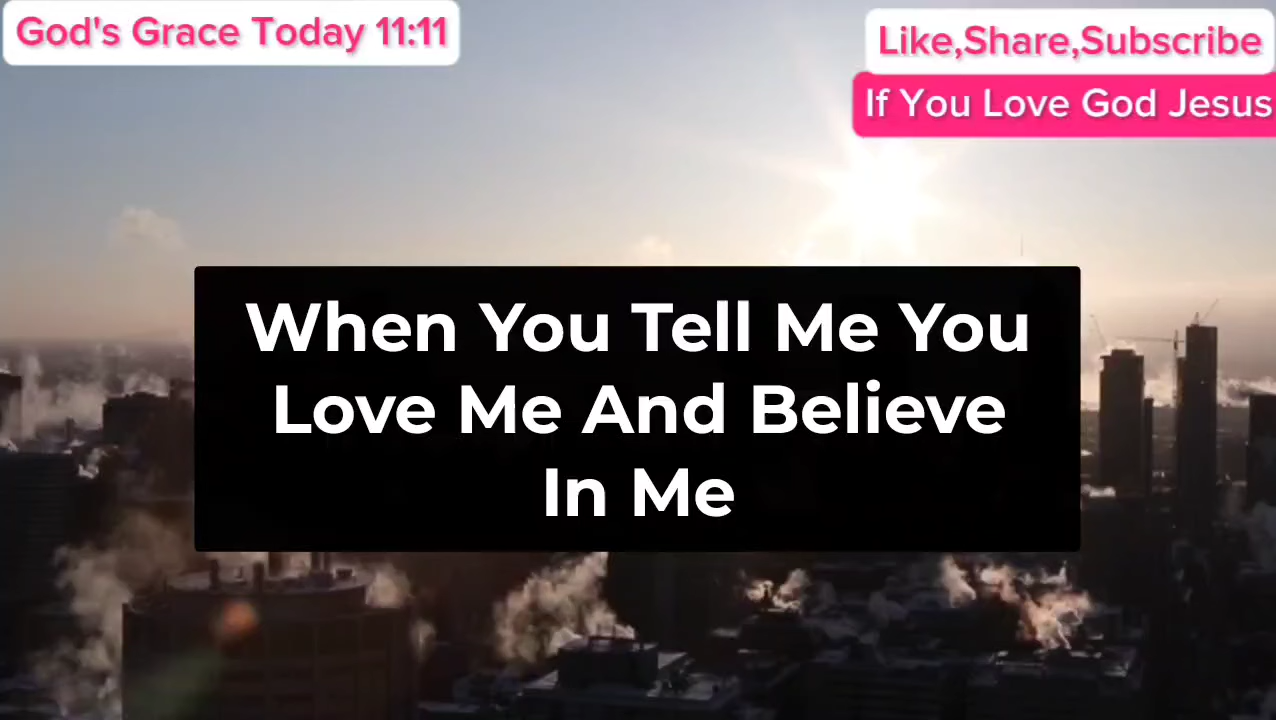 God's Grace Today 11:11
Like,Share,Subscribe
If You Love God Jesus
When You Tell Me You
Love Me And Believe
In Me